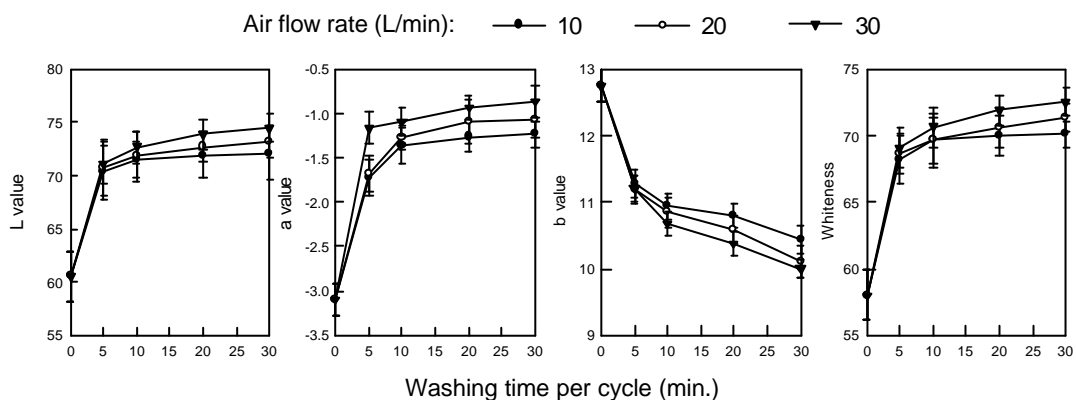 Air flow rate (L/min): 10 20 30
80 -0.5 13 75
75 -1.0 12 70
70 -1.5
65 -2.0 11 65
-2.5 10 60
60 -3.0
55 -3.5 9 55
L value
a value
b value
Whiteness
0 5 10 15 20 25 30 0 5 10 15 20 25 30 0 5 10 15 20 25 30 0 5 10 15 20 25 30
Washing time per cycle (min.)